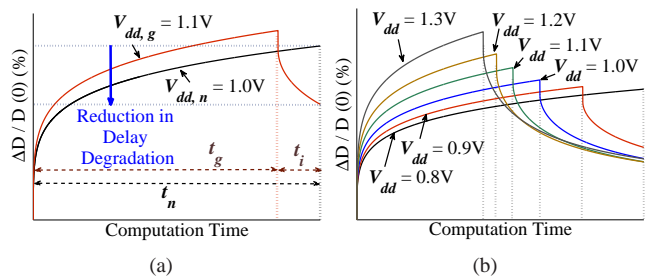 ΔD / D (0) (%)
V_dd, g = 1.1V
V_dd, n = 1.0V
Reduction in
Delay
Degradation
t_g
t_i
t_n
Computation Time
(a)
ΔD / D (0) (%)
V_dd = 1.3V
V_dd = 1.2V
V_dd = 1.1V
V_dd = 1.0V
V_dd = 0.9V
V_dd = 0.8V
Computation Time
(b)